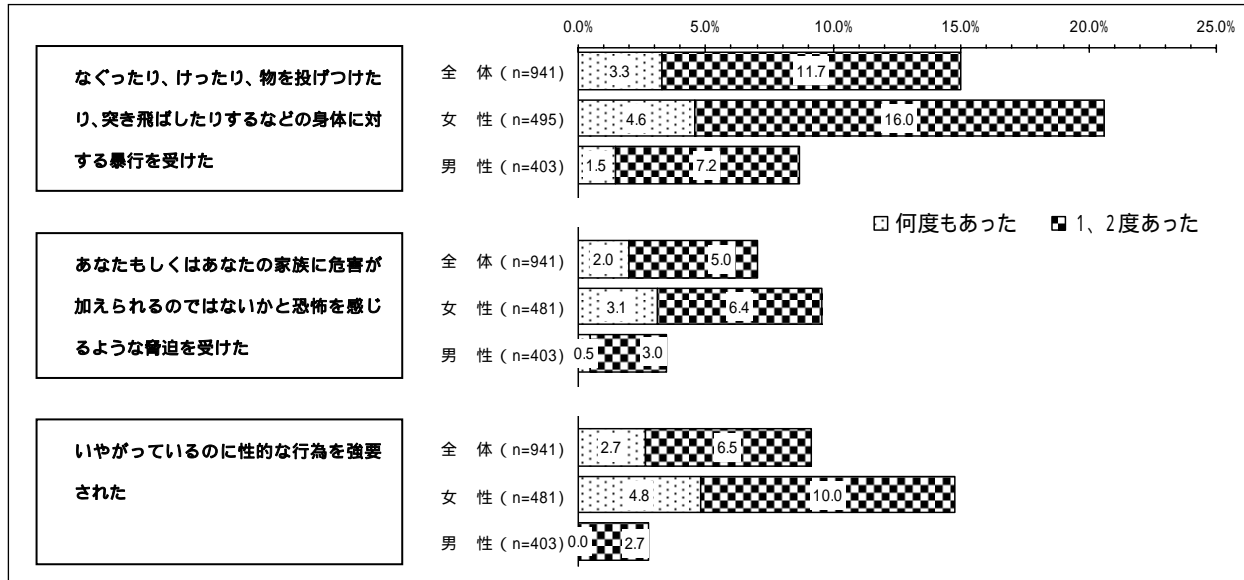 0.0% 5.0% 10.0% 15.0% 20.0% 25.0%
なぐったり、けったり、物を投げつけた
り、突き飛ばしたりするなどの身体に対
する暴行を受けた
全 体(n=941) 3.3 11.7
女 性(n=495) 4.6 16.0
男 性(n=403) 1.5 7.2
何度もあった 1、2度あった
あなたもしくはあなたの家族に危害が
加えられるのではないかと恐怖を感じ
るような脅迫を受けた
全 体(n=941) 2.0 5.0
女 性(n=481) 3.1 6.4
男 性(n=403) 0.5 3.0
いやがっているのに性的な行為を強要
された
全 体(n=941) 2.7 6.5
女 性(n=481) 4.8 10.0
男 性(n=403) 0.0 2.7